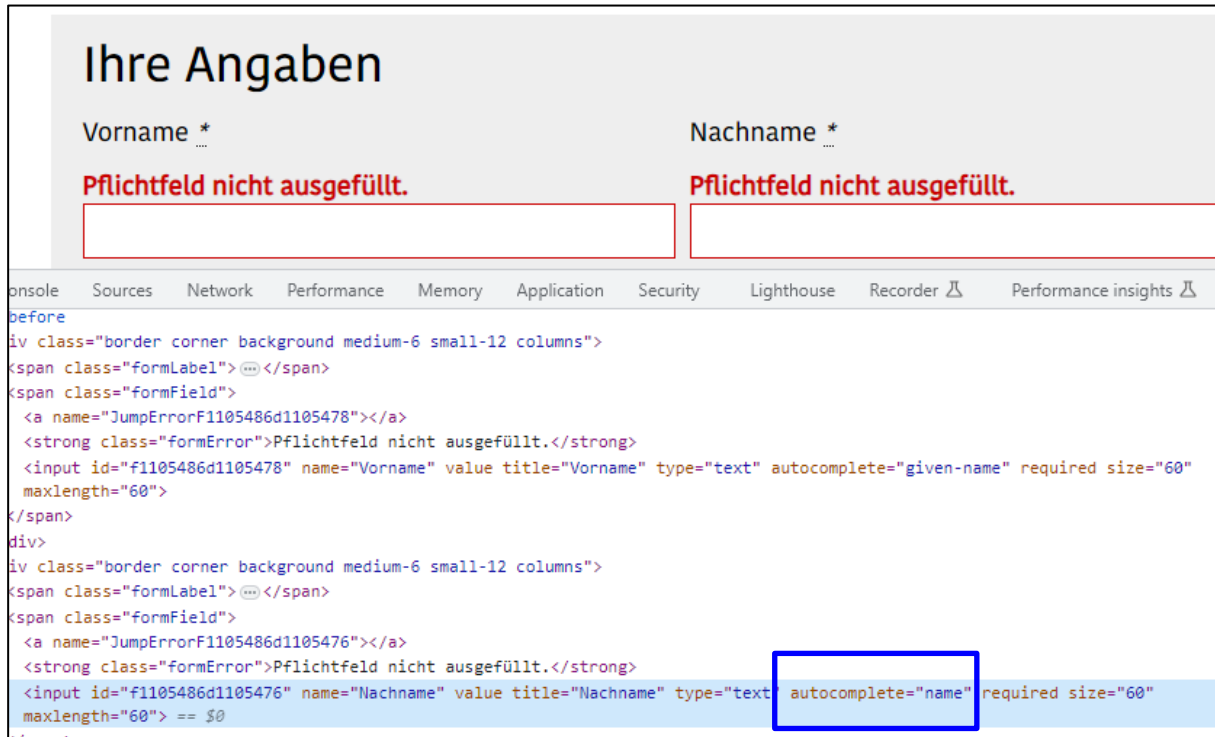 Ihre Angaben
Vorname * Nachname *
Pflichtfeld nicht ausgefüllt. Pflichtfeld nicht ausgefüllt.
onsole Sources Network Performance Memory Application Security Lighthouse Recorder Performance insights
before
iv class="border corner background medium-6 small-12 columns">
<span class="formLabel">…</span>
<span class="formField">
<a name="JumpErrorF1105486d1105478"></a>
<strong class="formError">Pflichtfeld nicht ausgefüllt.</strong>
<input id="f1105486d1105478" name="Vorname" value title="Vorname" type="text" autocomplete="given-name" required size="60"
maxlength="60">
</span>
div>
iv class="border corner background medium-6 small-12 columns">
<span class="formLabel">…</span>
<span class="formField">
<a name="JumpErrorF1105486d1105476"></a>
<strong class="formError">Pflichtfeld nicht ausgefüllt.</strong>
<input id="f1105486d1105476" name="Nachname" value title="Nachname" type="text" autocomplete="name" required size="60"
maxlength="60"> == $0